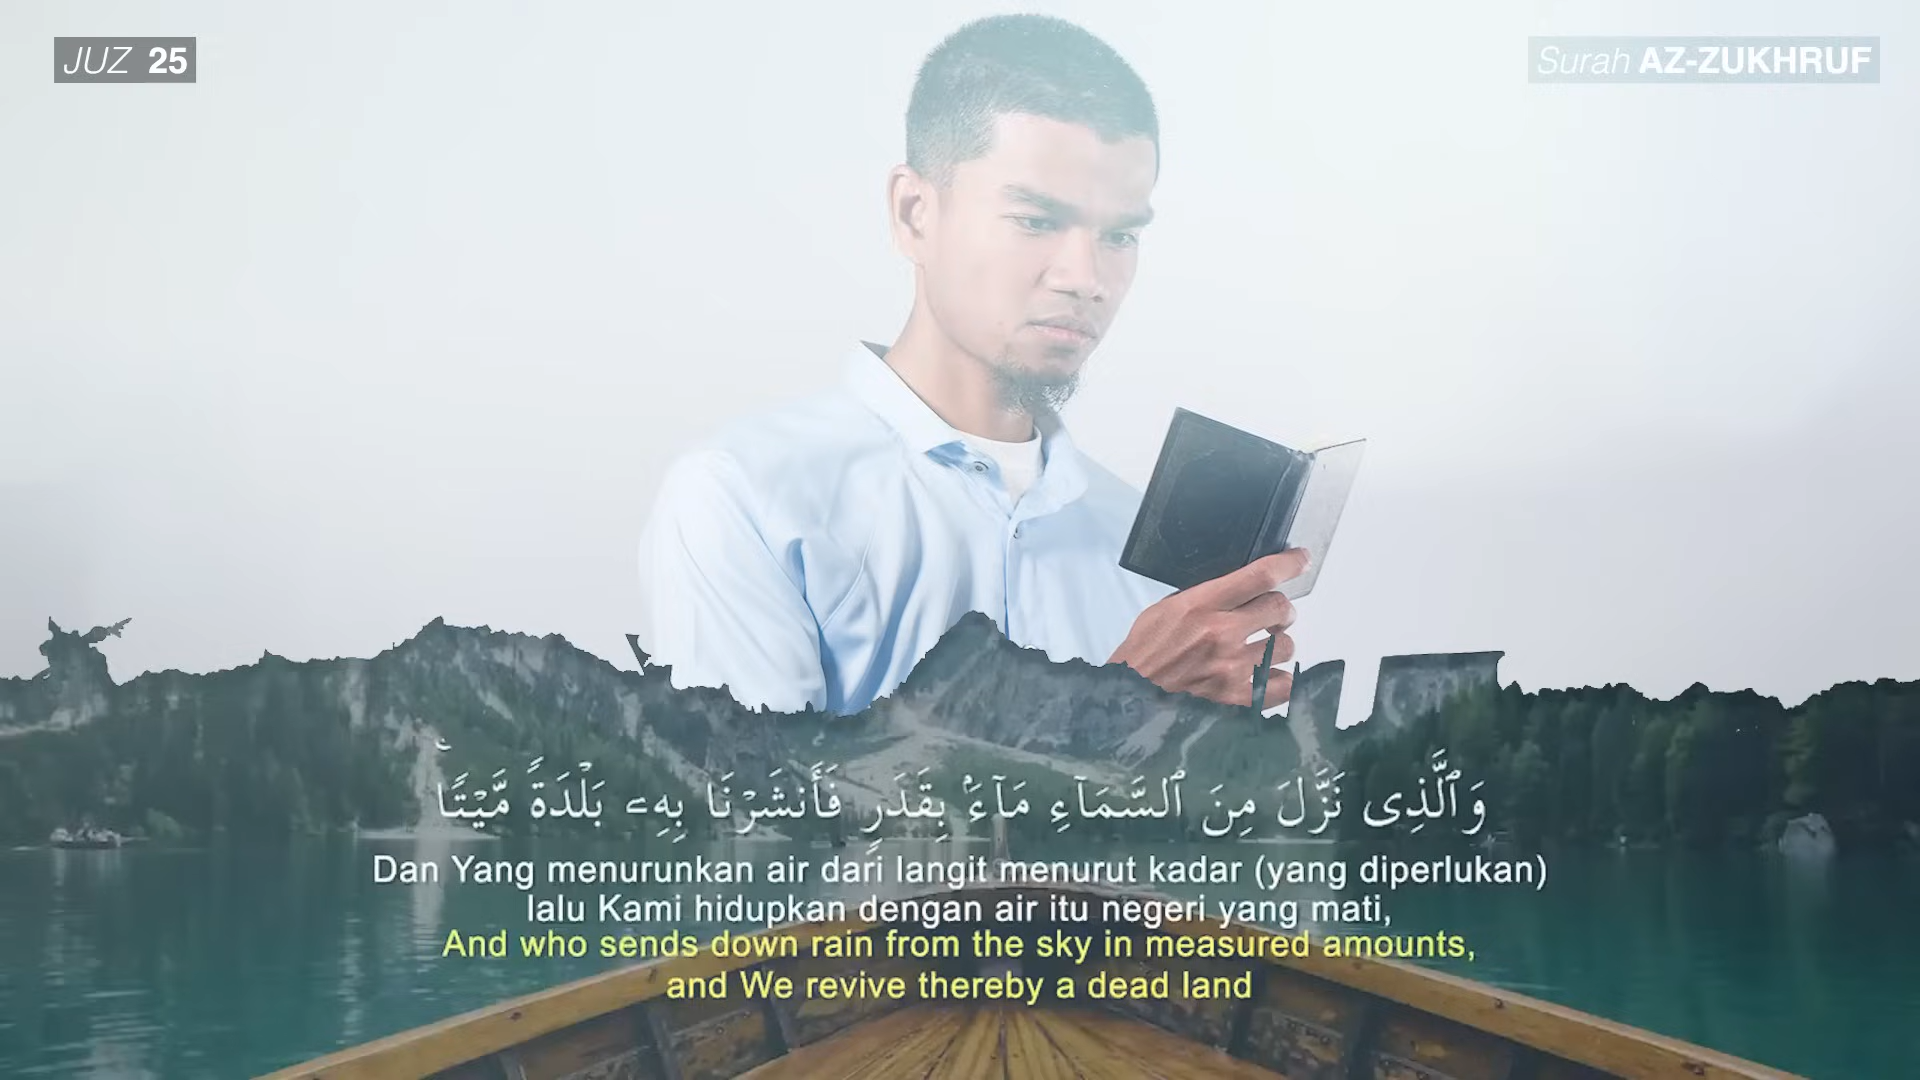 JUZ 25
Surah AZ-ZUKHRUF
وَٱلَّذِى نَزَّلَ مِنَ ٱلسَّمَآءِ مَآءًۢ بِقَدَرٍ فَأَنشَرْنَا بِهِۦ بَلْدَةً مَّيْتًا ۚ
Dan Yang menurunkan air dari langit menurut kadar (yang diperlukan)
lalu Kami hidupkan dengan air itu negeri yang mati,
And who sends down rain from the sky in measured amounts,
and We revive thereby a dead land